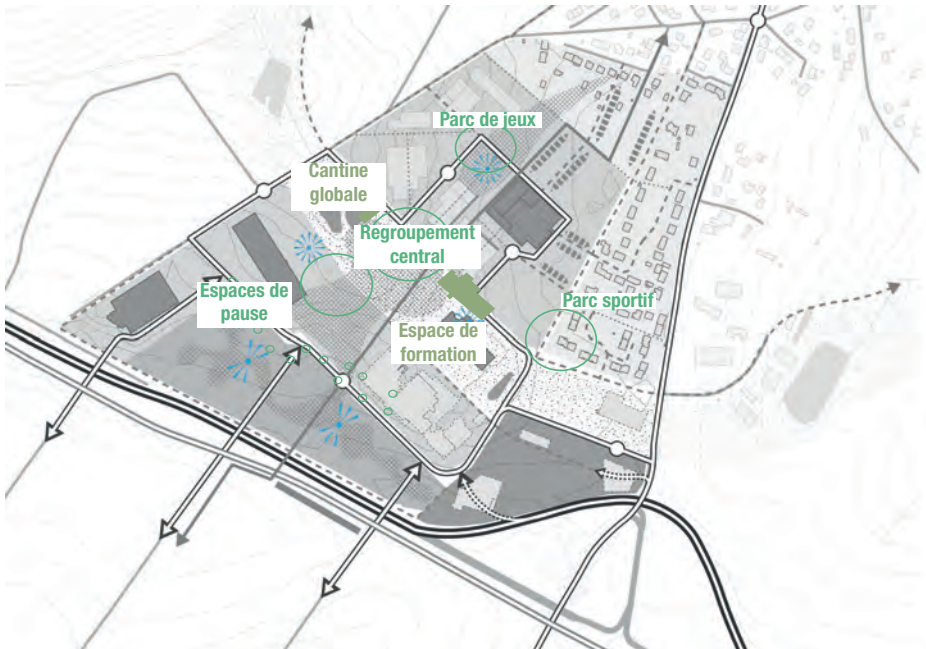 Parc de jeux
Cantine
globale
Regroupement
central
Espaces de
pause
Parc sportif
Espace de
formation